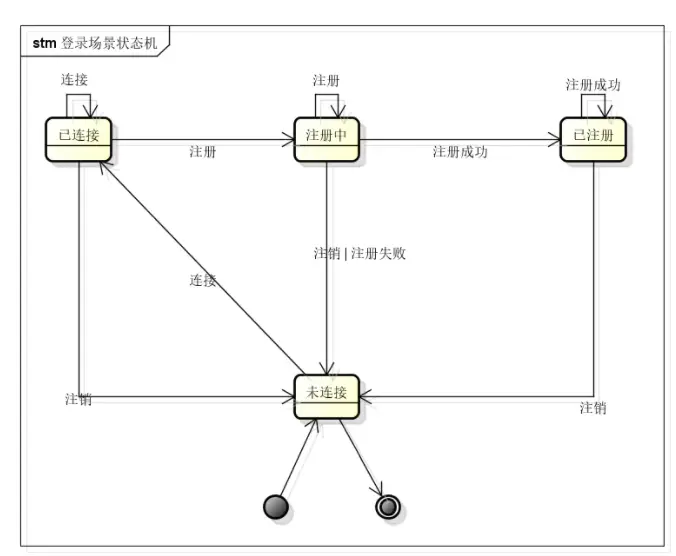 stm 登录场景状态机
连接
注册
注册成功
已连接
注册中
已注册
注册
注册成功
注销 | 注册失败
连接
未连接
注销
注销